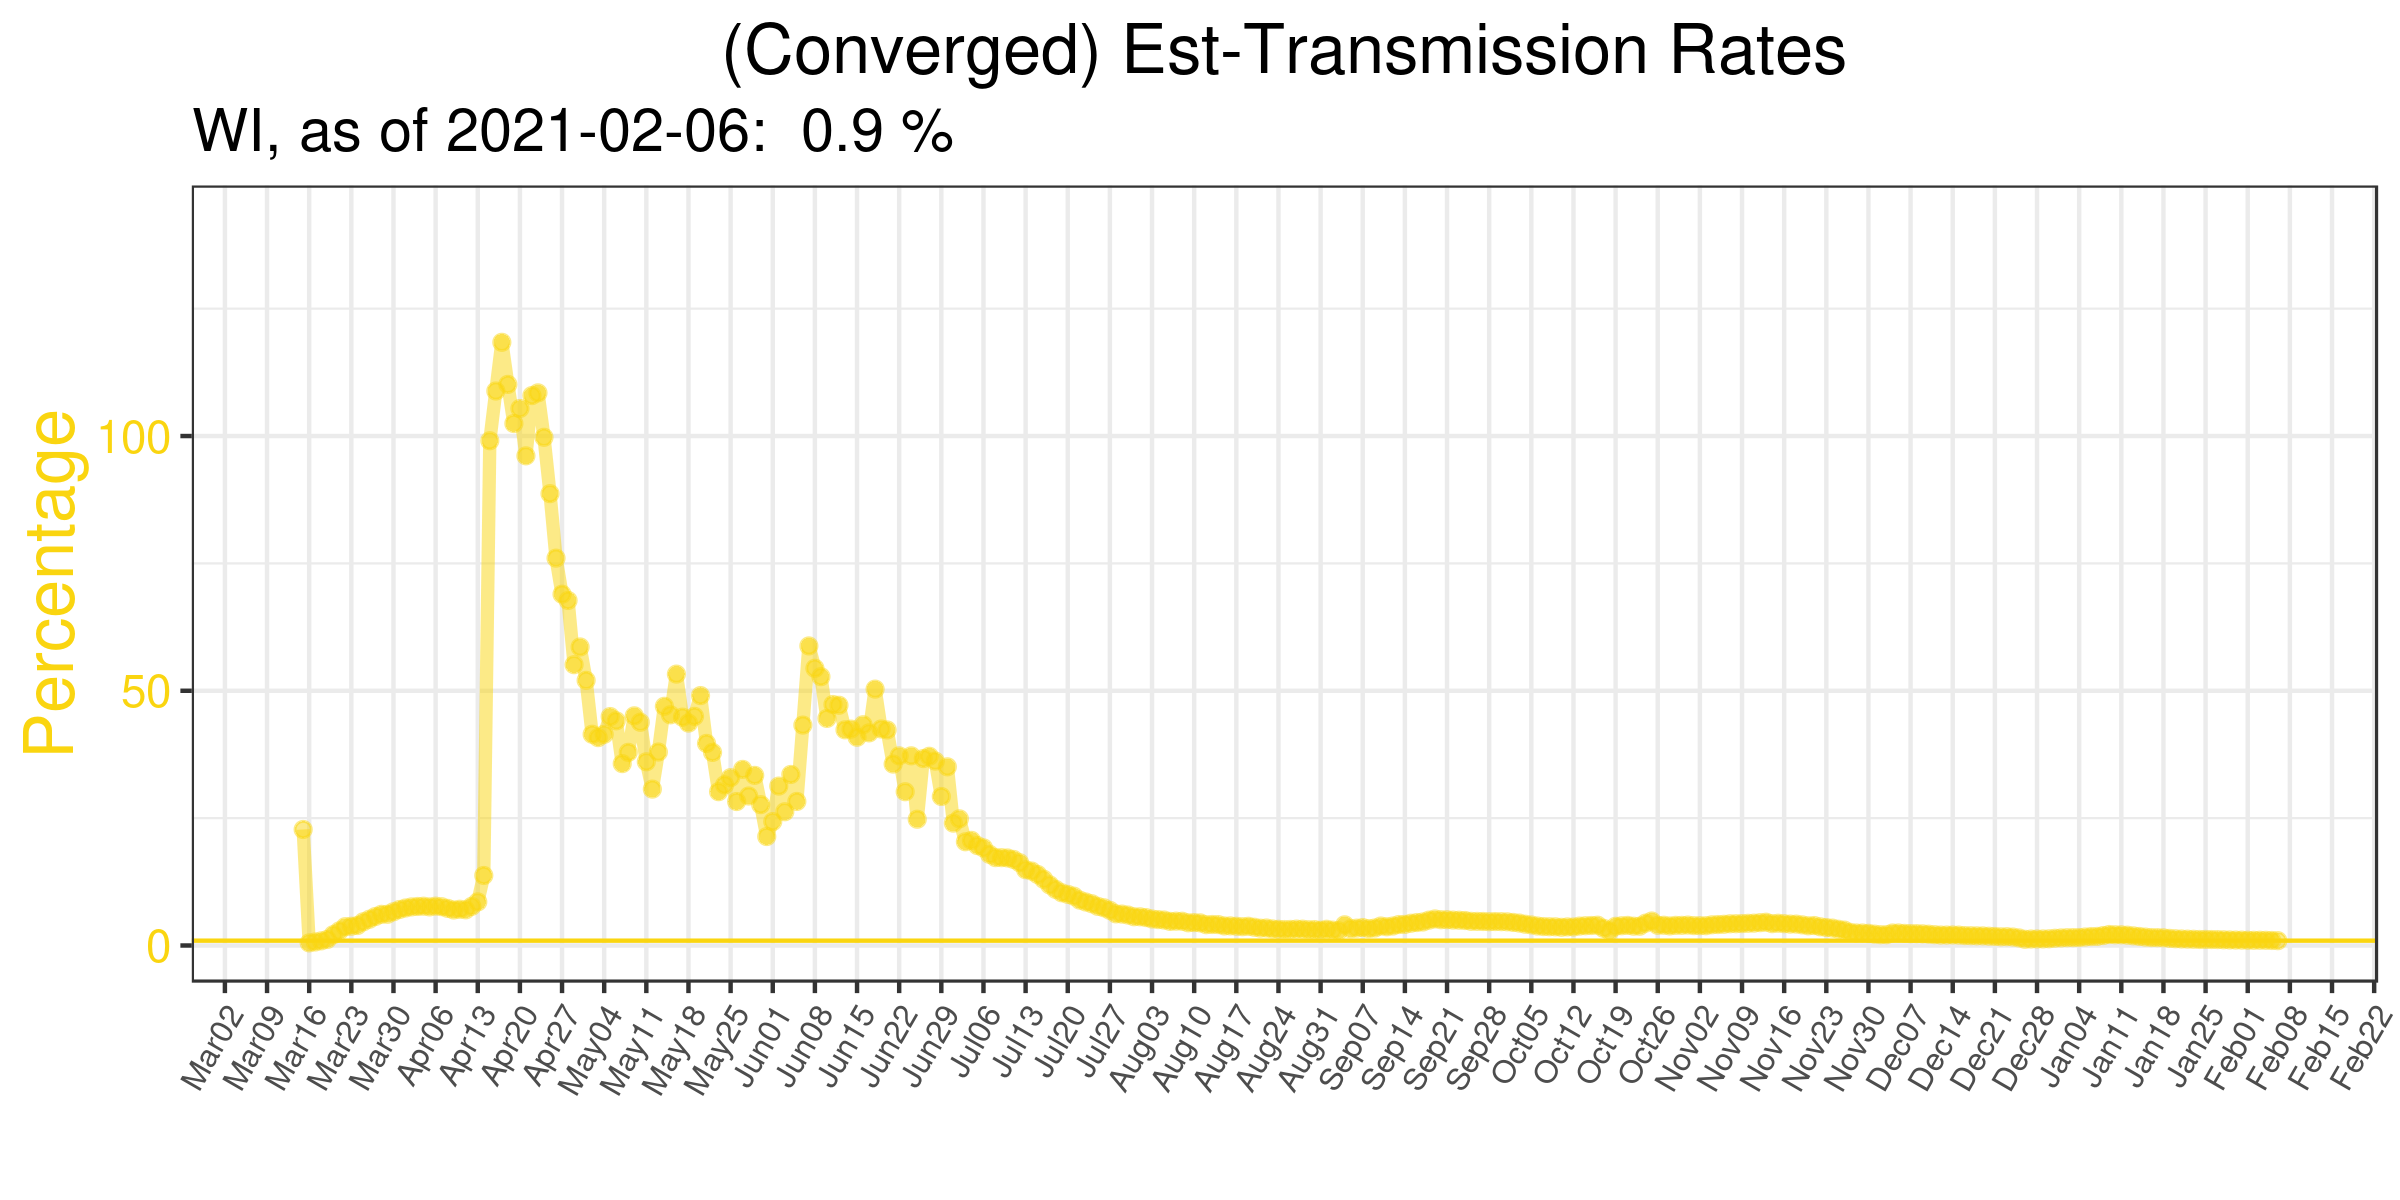 (Converged) Est-Transmission Rates
WI, as of 2021-02-06: 0.9 %
Percentage
100
50
0
Mar02
Mar09
Mar16
Mar23
Mar30
Apr06
Apr13
Apr20
Apr27
May04
May11
May18
May25
Jun01
Jun08
Jun15
Jun22
Jun29
Jul06
Jul13
Jul20
Jul27
Aug03
Aug10
Aug17
Aug24
Aug31
Sep07
Sep14
Sep21
Sep28
Oct05
Oct12
Oct19
Oct26
Nov02
Nov09
Nov16
Nov23
Nov30
Dec07
Dec14
Dec21
Dec28
Jan04
Jan11
Jan18
Jan25
Feb01
Feb08
Feb15
Feb22